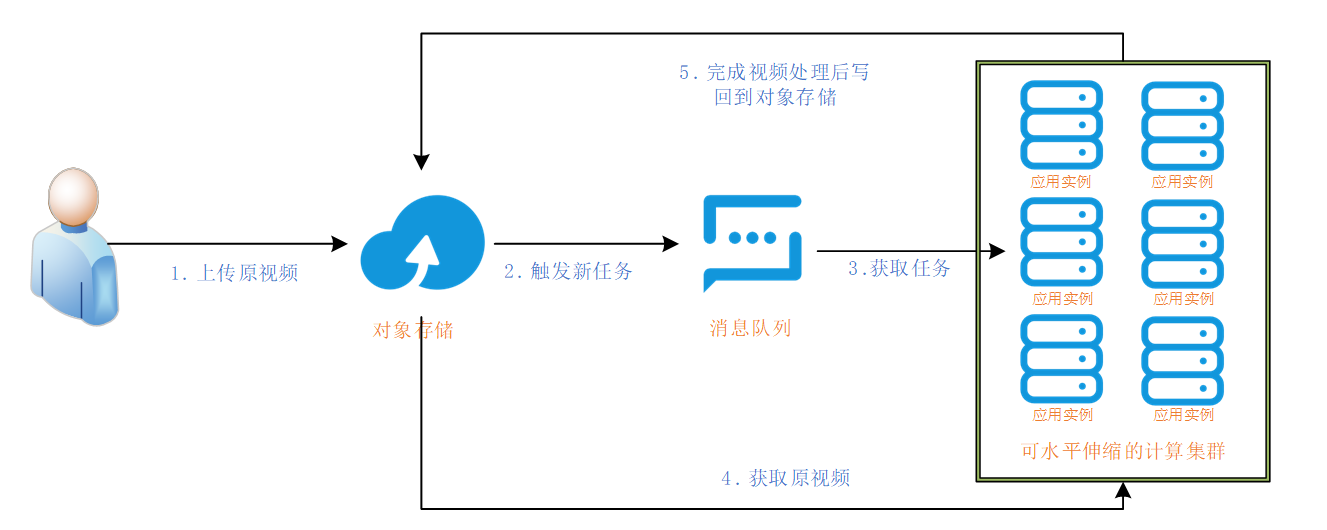 5.完成视频处理后写
回到对象存储
应用实例 应用实例
1.上传原视频
2.触发新任务
3.获取任务
应用实例 应用实例
对象存储
消息队列
应用实例 应用实例
可水平伸缩的计算集群
4.获取原视频